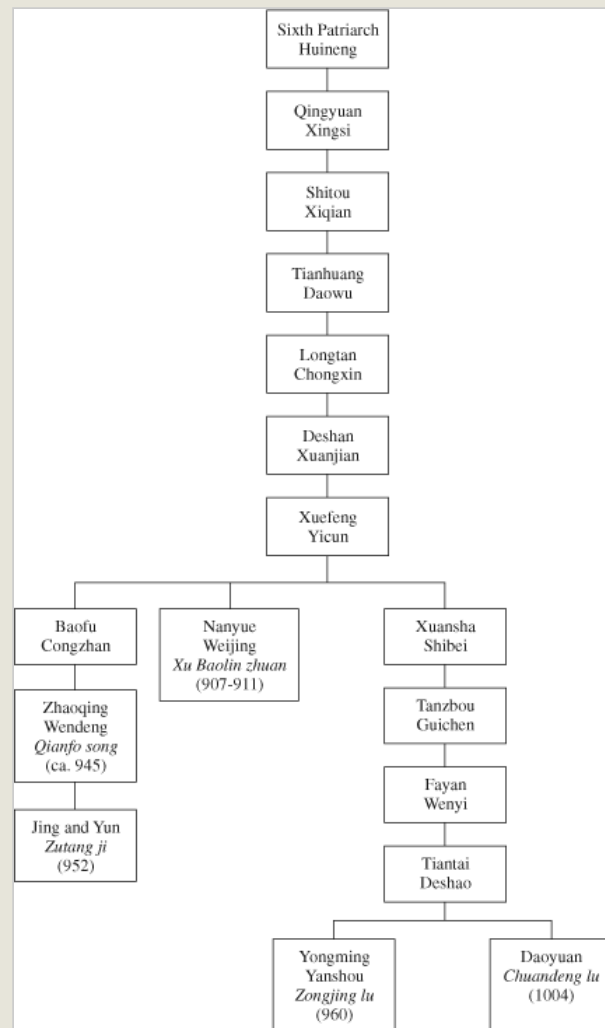 Sixth Patriarch
Huineng
Qingyuan
Xingsi
Shitou
Xiqian
Tianhuang
Daowu
Longtan
Chongxin
Deshan
Xuanjian
Xuefeng
Yicun
Baofu
Congzhan
Nanyue
Weijing
Xu Baolin zhuan
(907-911)
Xuansha
Shibei
Zhaoqing
Wendeng
Qianfo song
(ca. 945)
Tanzbou
Guichen
Jing and Yun
Zutang ji
(952)
Fayan
Wenyi
Tiantai
Deshao
Yongming
Yanshou
Zongjing lu
(960)
Daoyuan
Chuandeng lu
(1004)